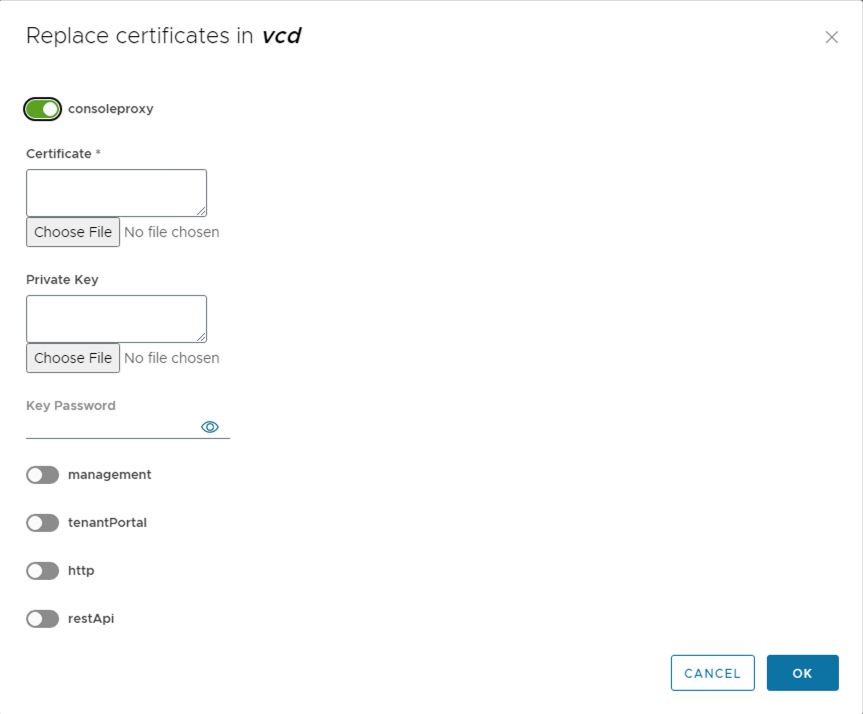 Replace certificates in vcd
consoleproxy
Certificate *
Choose File No file chosen
Private Key
Choose File No file chosen
Key Password
management
tenantPortal
http
restApi
CANCEL OK